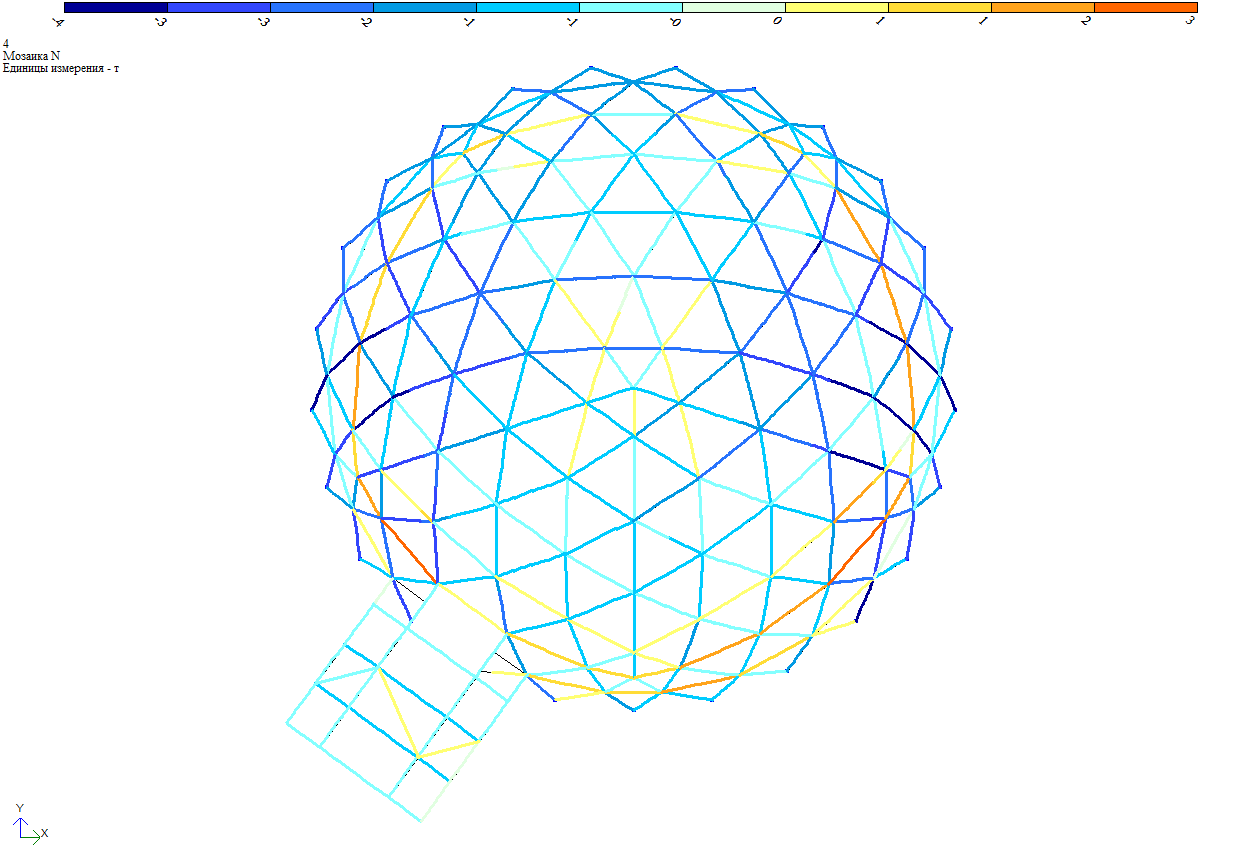 -4 -3 -3 -2 -1 -1 -0 0 1 1 2 3
4
Мозаика N
Единицы измерения - т
Y
X